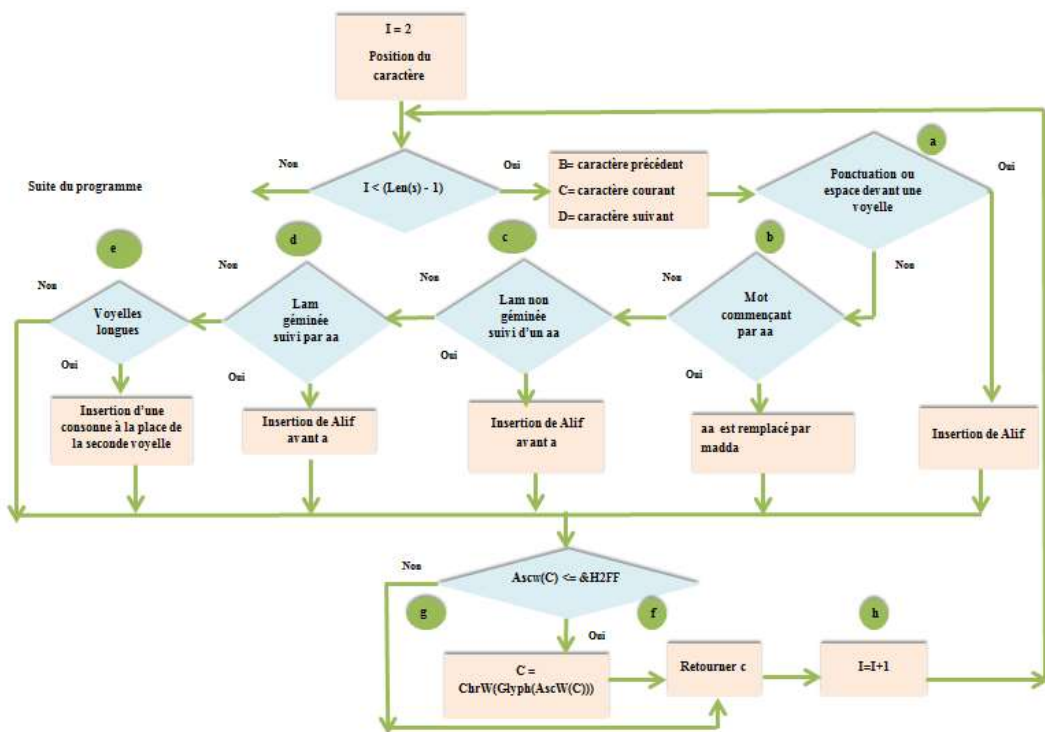 I = 2
Position du
caractère
Non
Oui
I < (Len(s) - 1)
B= caractère précédent
C= caractère courant
D= caractère suivant
a
Ponctuation ou
espace devant une
voyelle
Oui
Suite du programme
e
d
c
b
Non
Non
Non
Non
Non
Voyelles
longues
Lam
géminée
suivi par aa
Lam non
géminée
suivi d'un aa
Mot
commençant
par aa
Oui
Oui
Oui
Oui
Insertion d'une
consonne à la place de
la seconde voyelle
Insertion de Alif
avant a
Insertion de Alif
avant a
aa est remplacé par
madda
Insertion de Alif
Non
Ascw(C) <= &H2FF
g
f
h
Oui
C =
ChrW(Glyph(AscW(C)))
Retourner c
I=I+1